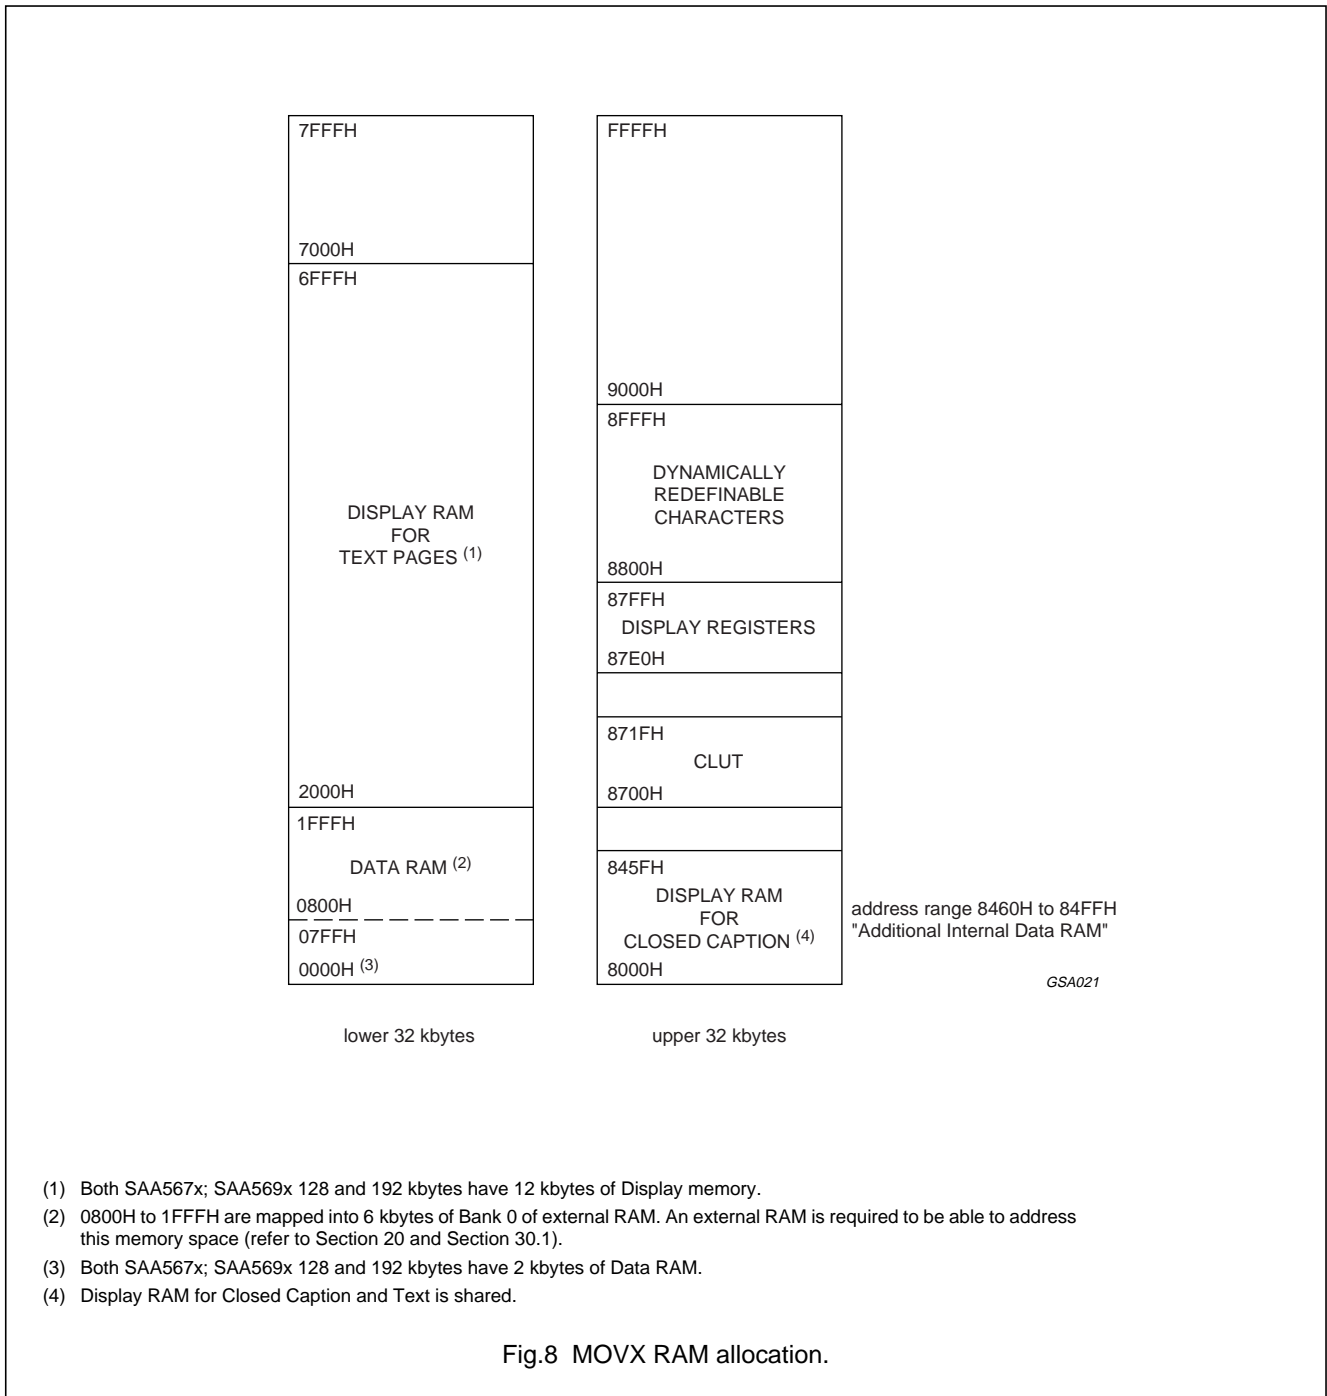 7FFFH
7000H
6FFFH
DISPLAY RAM
FOR
TEXT PAGES (1)
2000H
1FFFH
DATA RAM (2)
0800H
07FFH
0000H (3)
lower 32 kbytes
FFFFH
9000H
8FFFH
DYNAMICALLY
REDEFINABLE
CHARACTERS
8800H
87FFH
DISPLAY REGISTERS
87E0H
871FH
CLUT
8700H
845FH
DISPLAY RAM
FOR
CLOSED CAPTION (4)
8000H
upper 32 kbytes
address range 8460H to 84FFH
"Additional Internal Data RAM"
GSA021
(1) Both SAA567x; SAA569x 128 and 192 kbytes have 12 kbytes of Display memory.
(2) 0800H to 1FFFH are mapped into 6 kbytes of Bank 0 of external RAM. An external RAM is required to be able to address
this memory space (refer to Section 20 and Section 30.1).
(3) Both SAA567x; SAA569x 128 and 192 kbytes have 2 kbytes of Data RAM.
(4) Display RAM for Closed Caption and Text is shared.
Fig.8 MOVX RAM allocation.